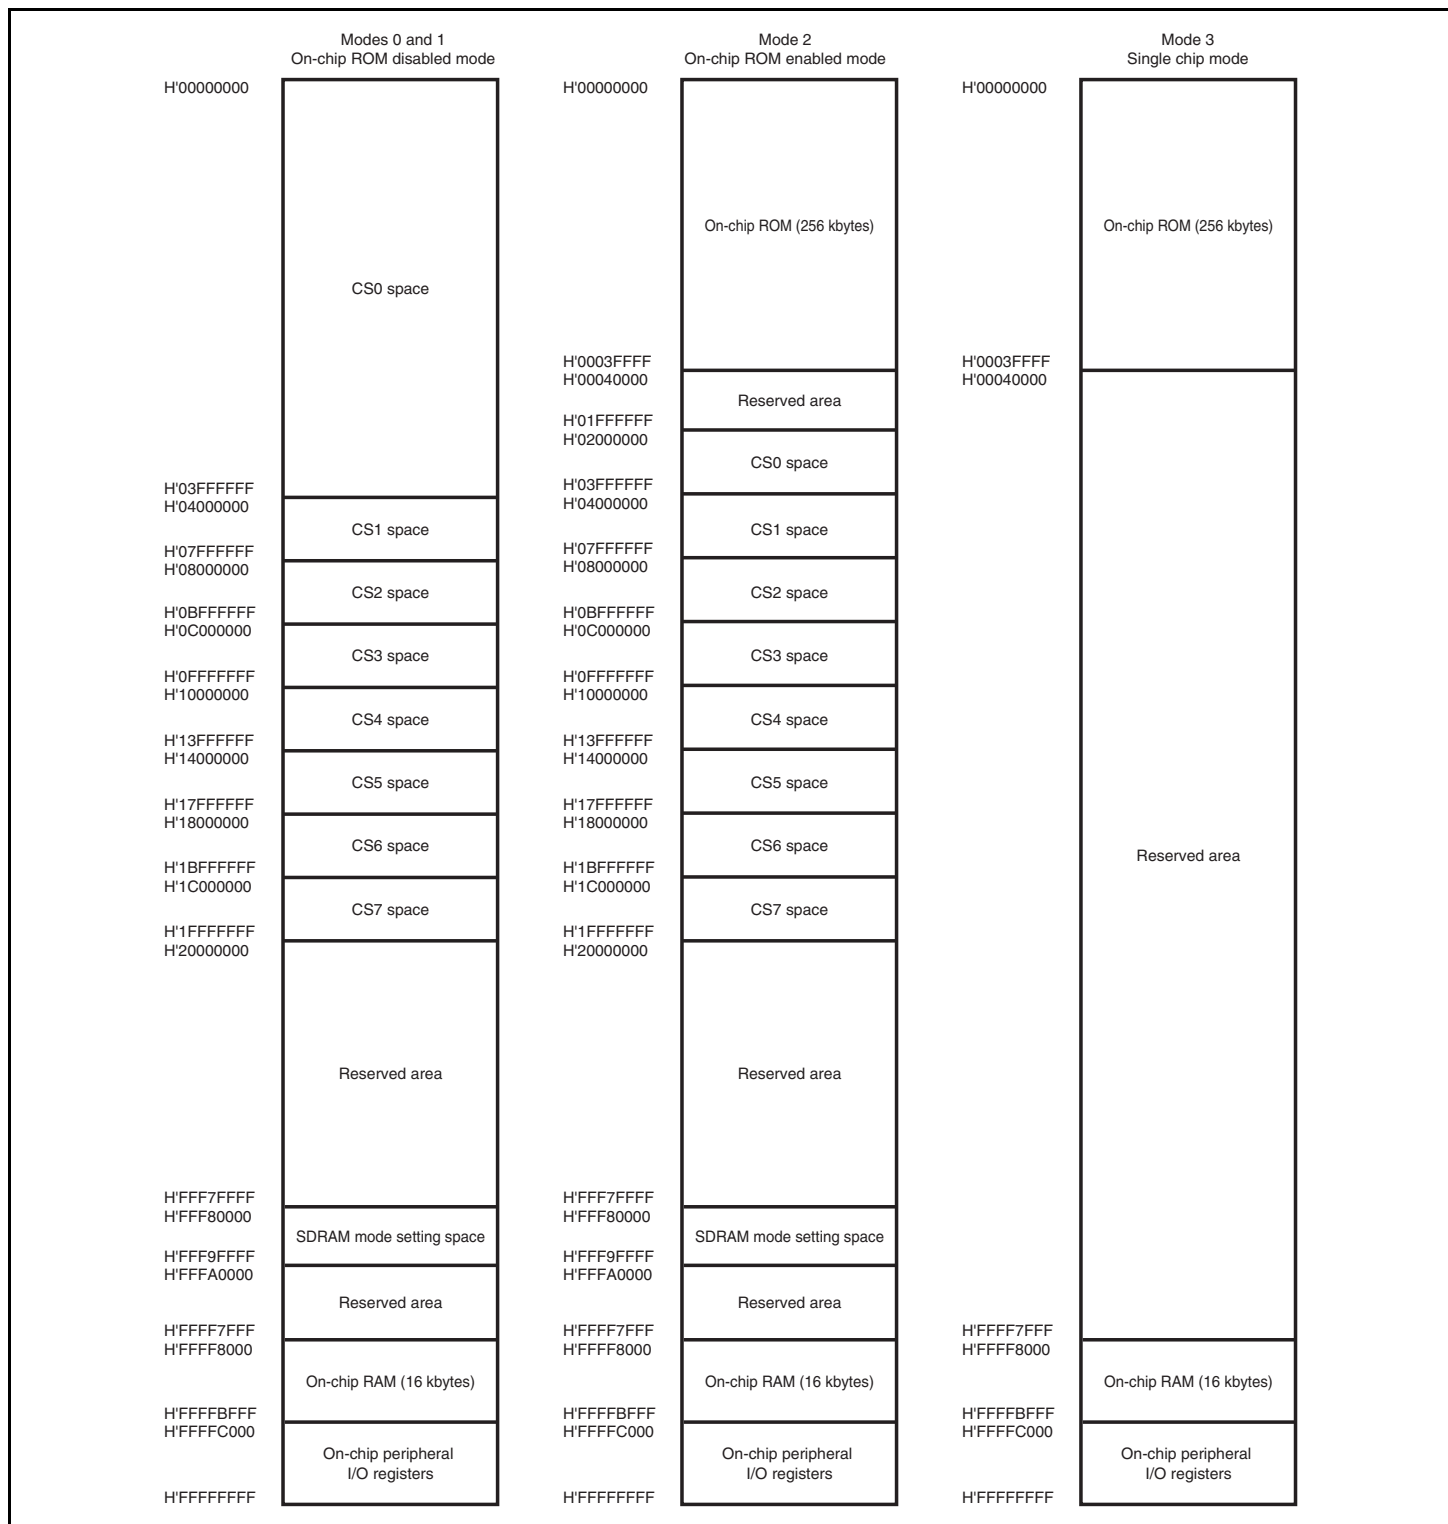 Modes 0 and 1
On-chip ROM disabled mode
H'00000000
CS0 space
H'03FFFFFF
H'04000000
CS1 space
H'07FFFFFF
H'08000000
CS2 space
H'0BFFFFFF
H'0C000000
CS3 space
H'0FFFFFFF
H'10000000
CS4 space
H'13FFFFFF
H'14000000
CS5 space
H'17FFFFFF
H'18000000
CS6 space
H'1BFFFFFF
H'1C000000
CS7 space
H'1FFFFFFF
H'20000000
Reserved area
H'FFF7FFFF
H'FFF80000
SDRAM mode setting space
H'FFF9FFFF
H'FFFA0000
Reserved area
H'FFFF7FFF
H'FFFF8000
On-chip RAM (16 kbytes)
H'FFFFBFFF
H'FFFFC000
On-chip peripheral
I/O registers
H'FFFFFFFF
Mode 2
On-chip ROM enabled mode
H'00000000
On-chip ROM (256 kbytes)
H'0003FFFF
H'00040000
Reserved area
H'01FFFFFF
H'02000000
CS0 space
H'03FFFFFF
H'04000000
CS1 space
H'07FFFFFF
H'08000000
CS2 space
H'0BFFFFFF
H'0C000000
CS3 space
H'0FFFFFFF
H'10000000
CS4 space
H'13FFFFFF
H'14000000
CS5 space
H'17FFFFFF
H'18000000
CS6 space
H'1BFFFFFF
H'1C000000
CS7 space
H'1FFFFFFF
H'20000000
Reserved area
H'FFF7FFFF
H'FFF80000
SDRAM mode setting space
H'FFF9FFFF
H'FFFA0000
Reserved area
H'FFFF7FFF
H'FFFF8000
On-chip RAM (16 kbytes)
H'FFFFBFFF
H'FFFFC000
On-chip peripheral
I/O registers
H'FFFFFFFF
Mode 3
Single chip mode
H'00000000
On-chip ROM (256 kbytes)
H'0003FFFF
H'00040000
Reserved area
H'FFFF7FFF
H'FFFF8000
On-chip RAM (16 kbytes)
H'FFFFBFFF
H'FFFFC000
On-chip peripheral
I/O registers
H'FFFFFFFF